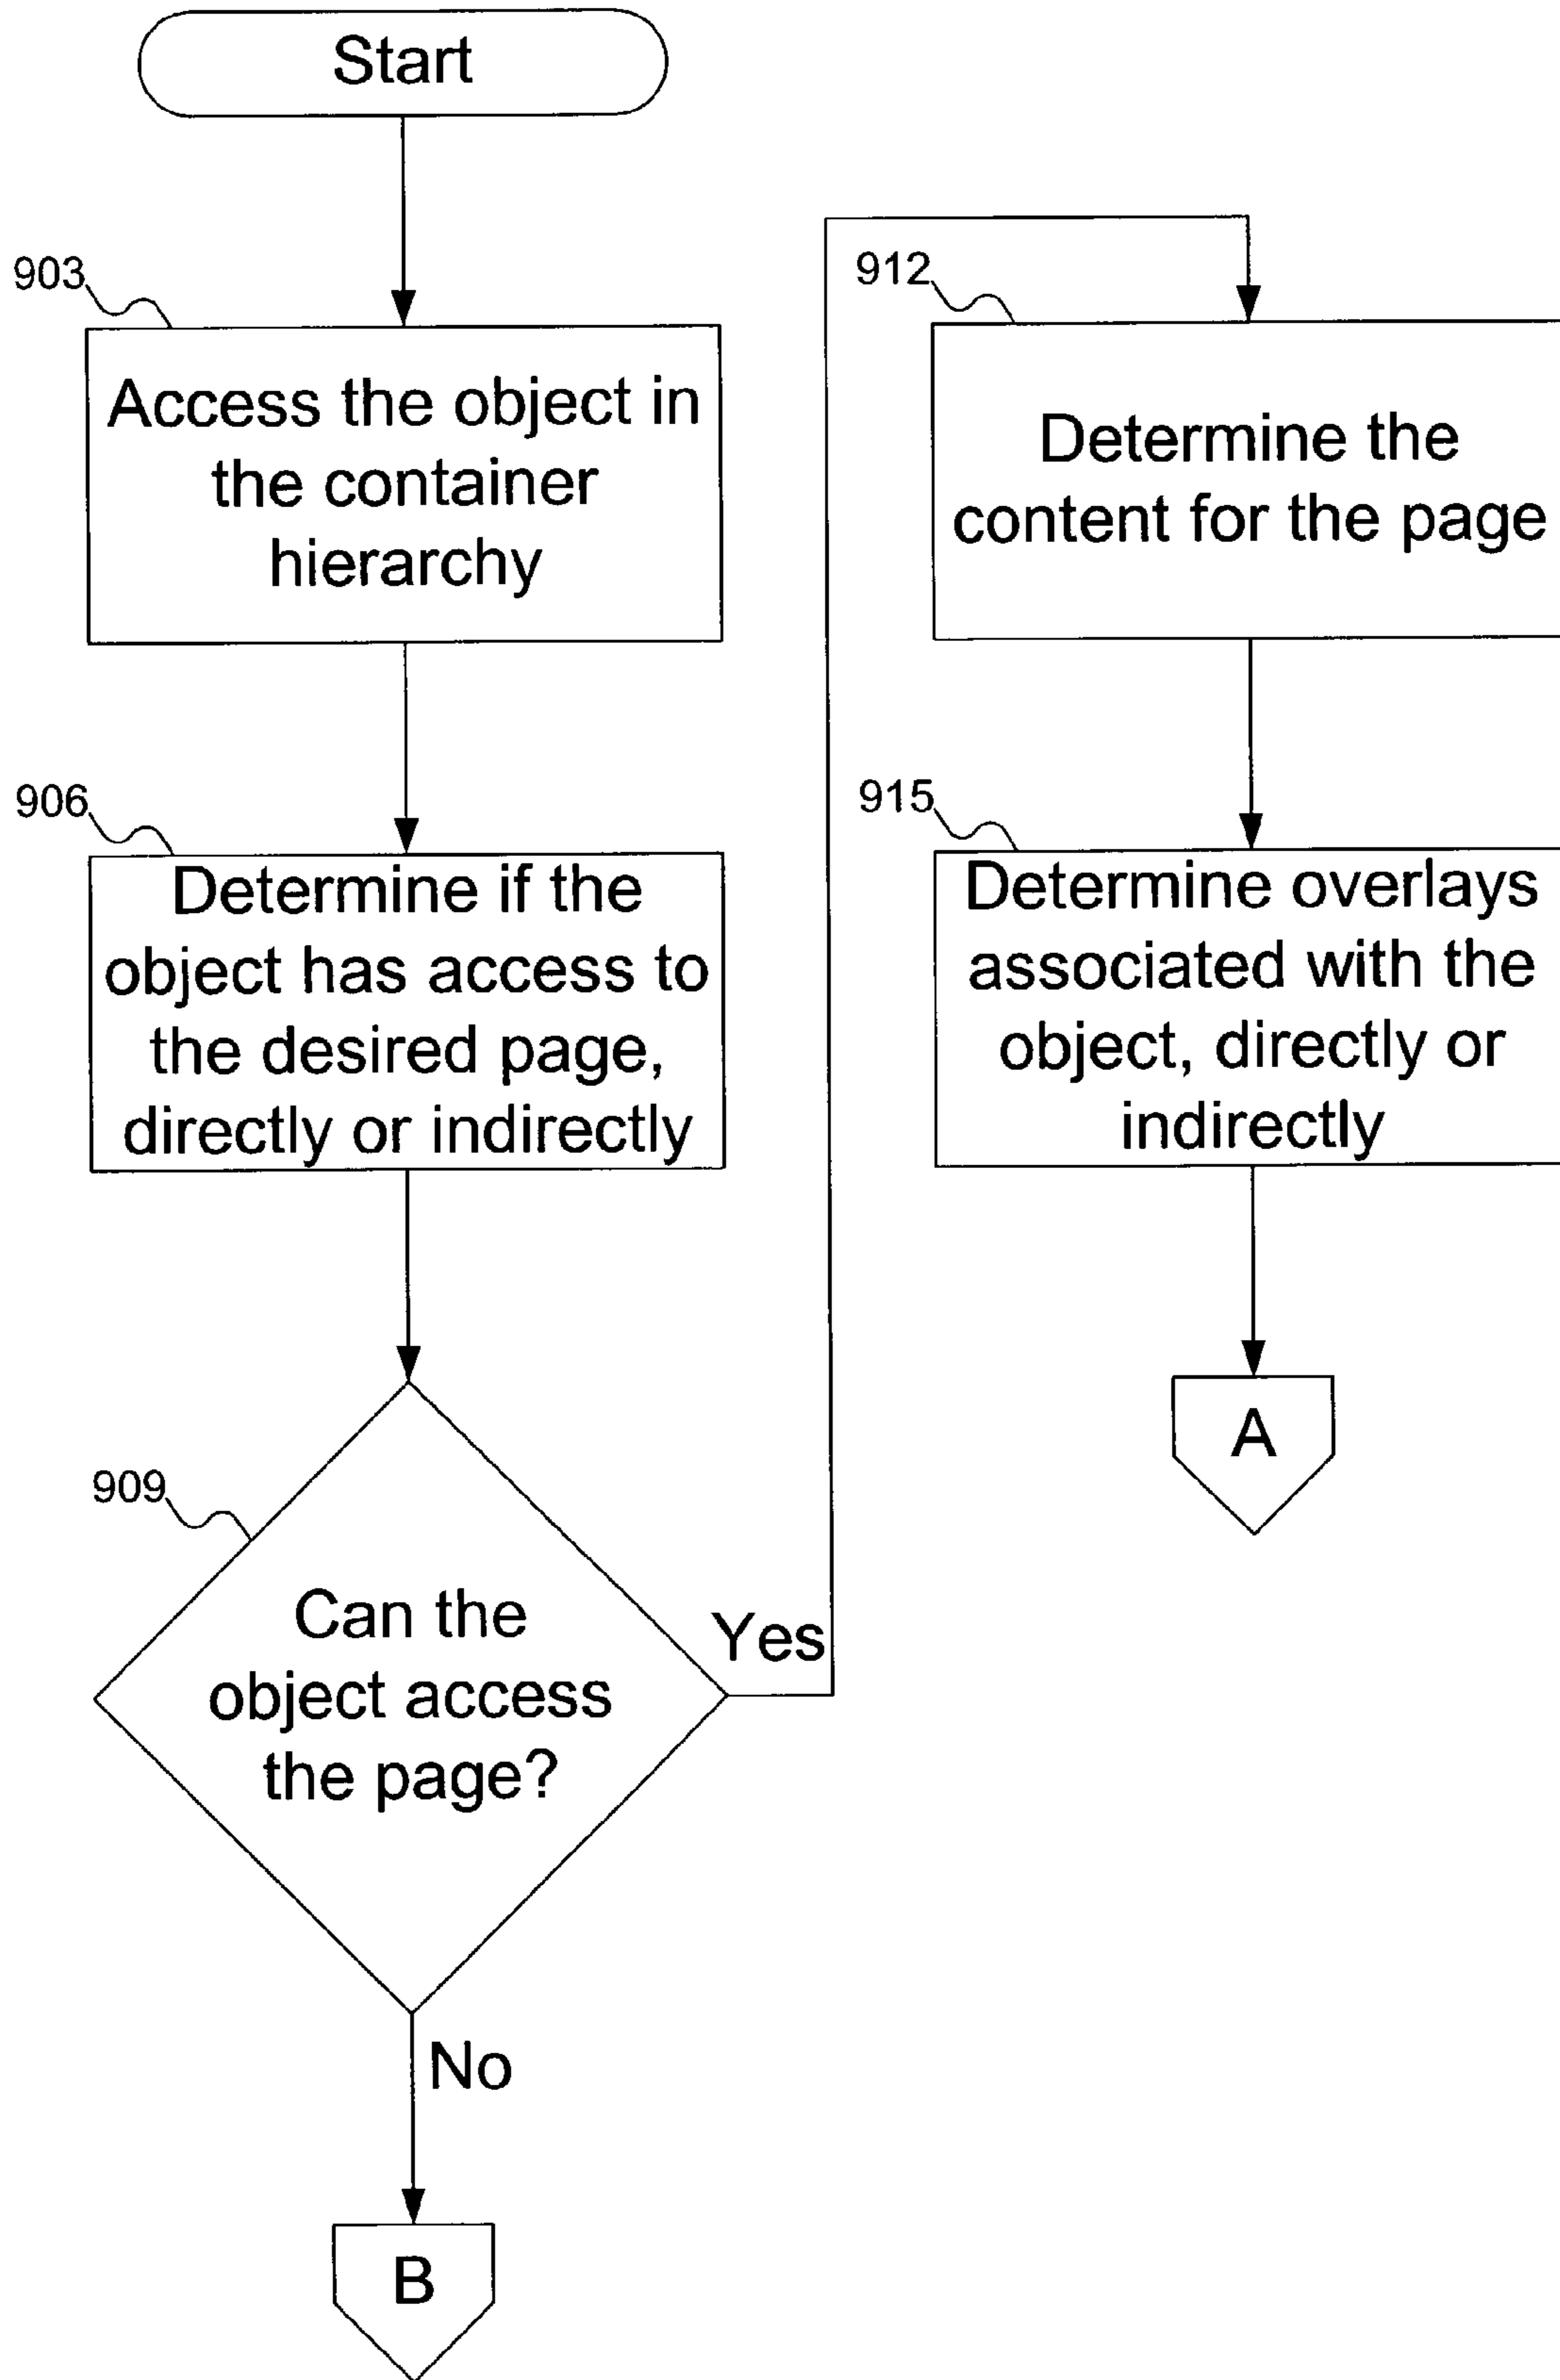 Start
903
Access the object in
the container
hierarchy
906
Determine if the
object has access to
the desired page,
directly or indirectly
909
Can the
object access
the page?
Yes
No
B
912
Determine the
content for the page
915
Determine overlays
associated with the
object, directly or
indirectly
A